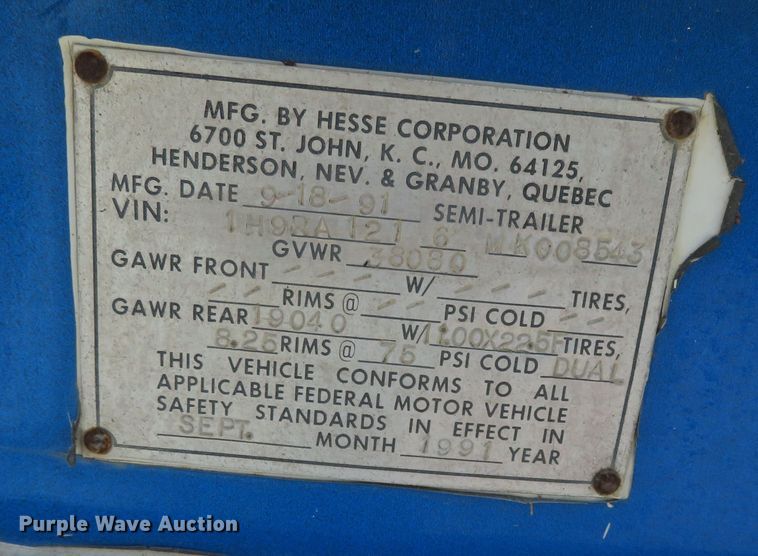 MFG. BY HESSE CORPORATION
6700 ST. JOHN, K. C., MO. 64125,
HENDERSON, NEV. & GRANBY, QUEBEC
MFG. DATE 9-18-91 SEMI-TRAILER
VIN: 1H9RA121 6 MK008543
GVWR 38080
GAWR FRONT --- W/ --- TIRES,
-- RIMS @ -- PSI COLD --
GAWR REAR 19040 W/ 1100X22.5F TIRES,
8.25 RIMS @ 75 PSI COLD DUAL
THIS VEHICLE CONFORMS TO ALL
APPLICABLE FEDERAL MOTOR VEHICLE
SAFETY STANDARDS IN EFFECT IN
SEPT. MONTH 1991 YEAR
Purple Wave Auction